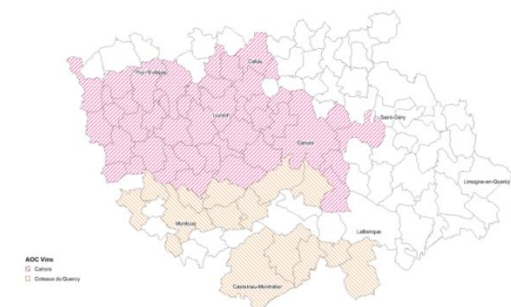 Catus
Puy-l'Evêque
Luzech
Saint-Géry
Cahors
Limogne-en-Quercy
Montcuq
Lalbenque
AOC Vins
Cahors
Coteaux du Quercy
Castelnau-Montratier